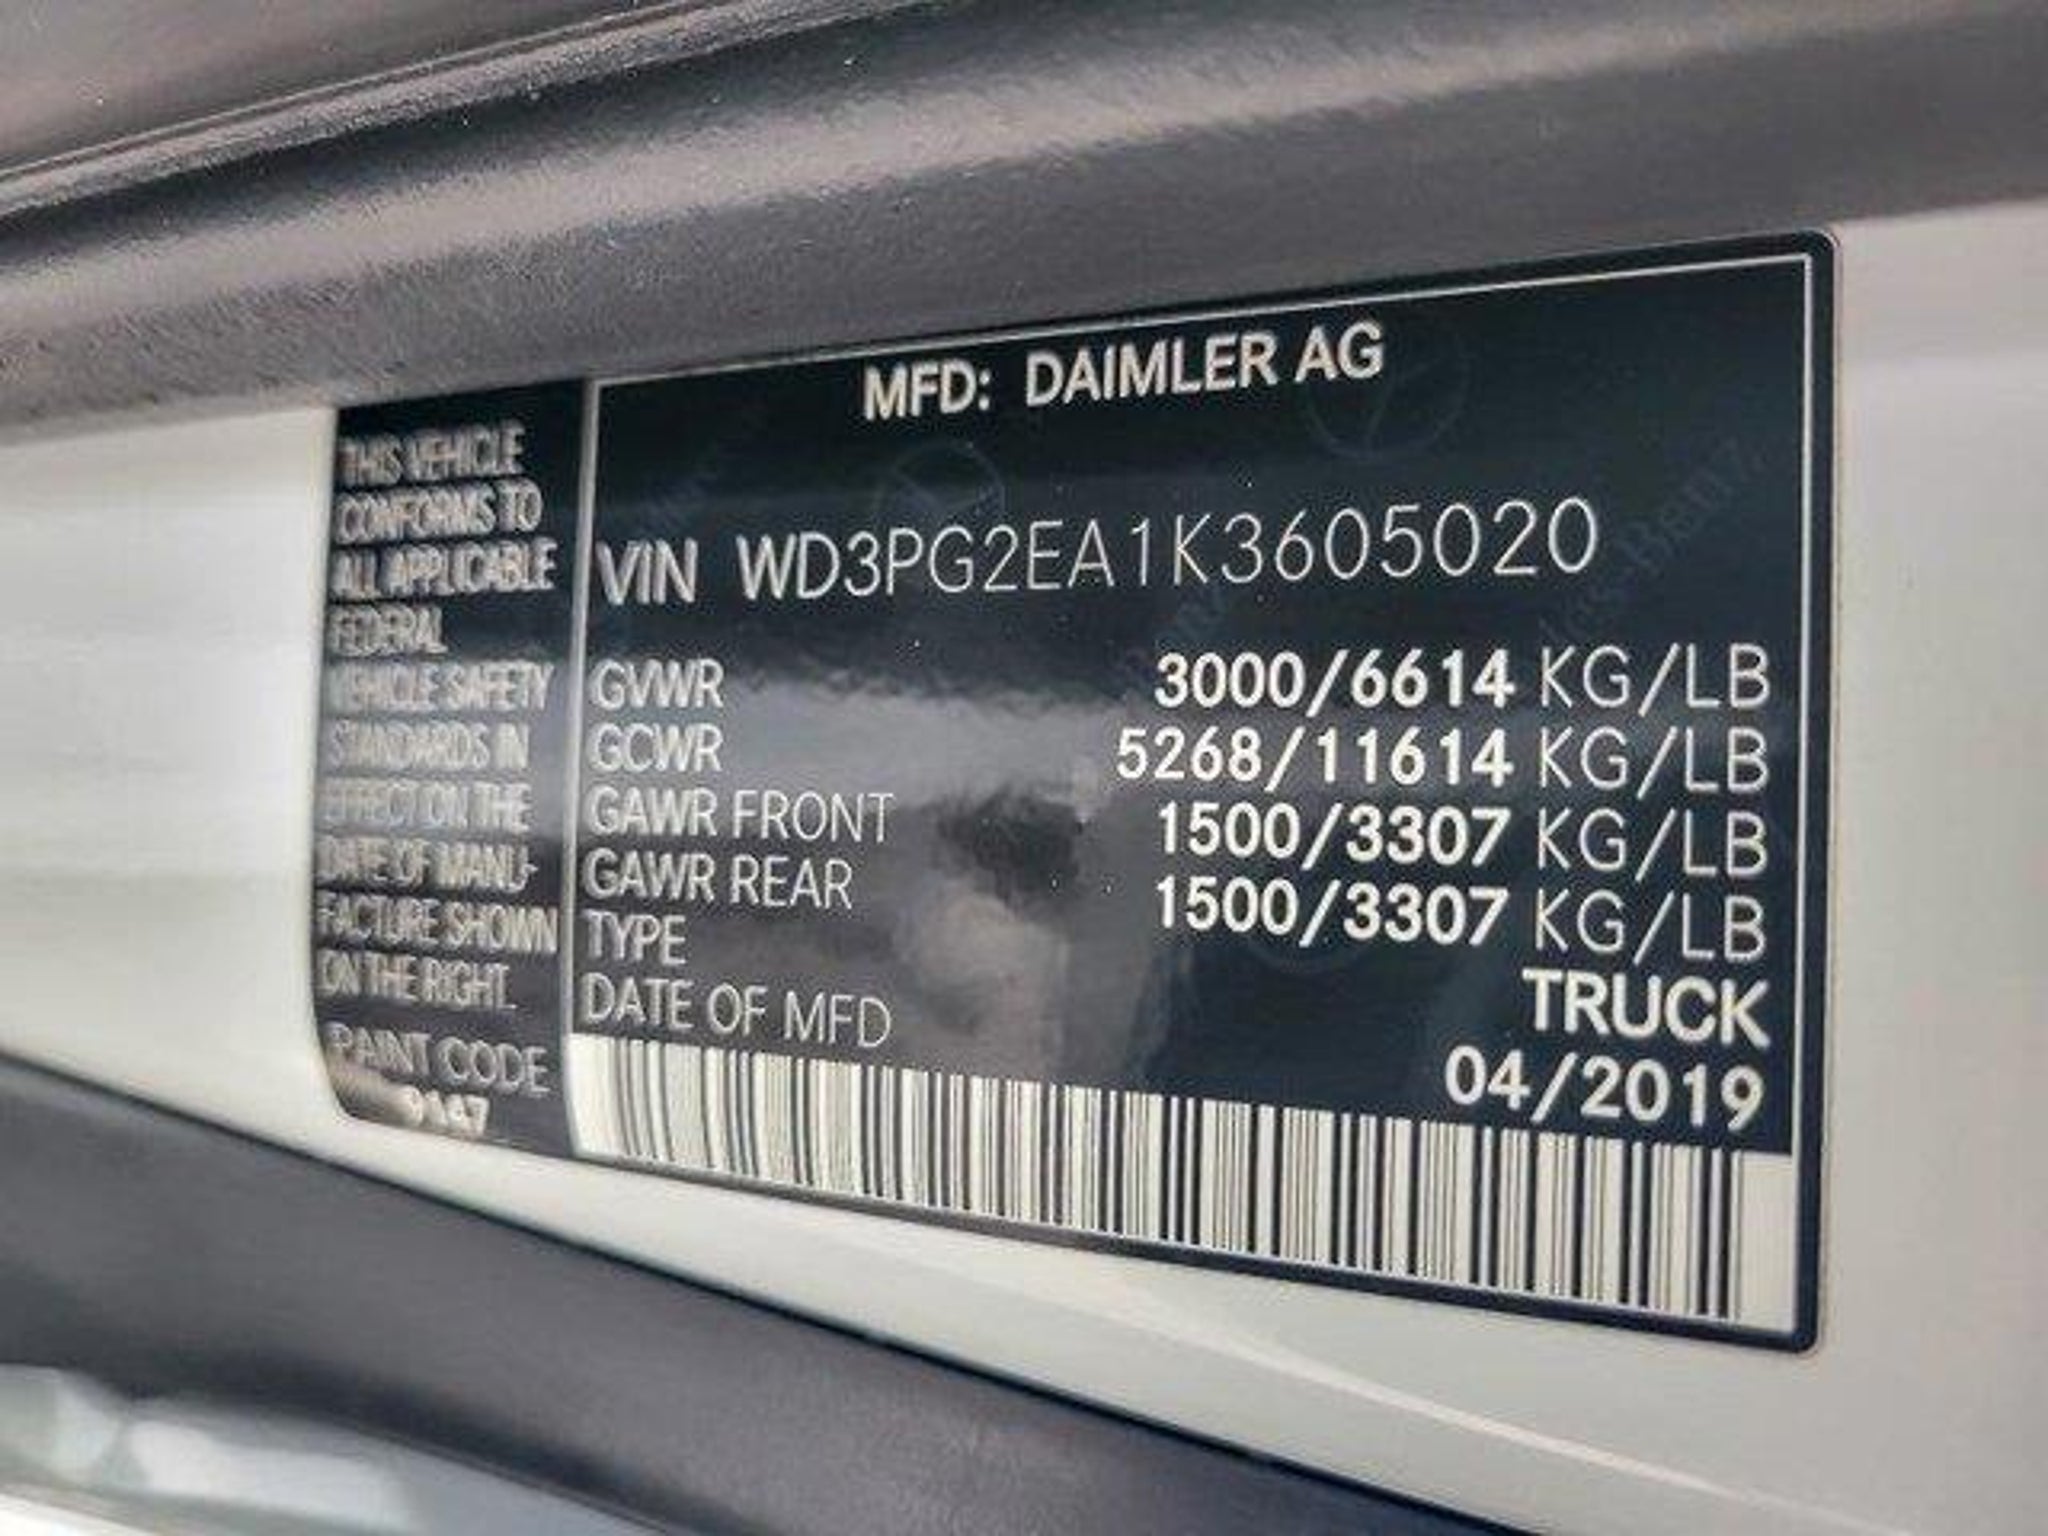 MFD: DAIMLER AG
THIS VEHICLE
CONFORMS TO
ALL APPLICABLE
FEDERAL
VEHICLE SAFETY
STANDARDS IN
EFFECT ON THE
DATE OF MANU-
FACTURE SHOWN
ON THE RIGHT.
PAINT CODE
VIN WD3PG2EA1K3605020
GVWR 3000/6614 KG/LB
GCWR 5268/11614 KG/LB
GAWR FRONT 1500/3307 KG/LB
GAWR REAR 1500/3307 KG/LB
TYPE TRUCK
DATE OF MFD 04/2019